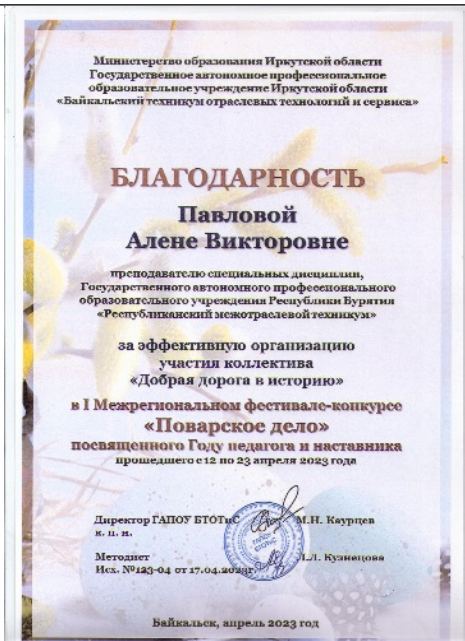 Министерство образования Иркутской области
Государственное автономное профессиональное
образовательное учреждение Иркутской области
«Байкальский техникум отраслевых технологий и сервиса»
БЛАГОДАРНОСТЬ
Павловой
Алене Викторовне
преподавателю специальных дисциплин,
Государственного автономного профессионального
образовательного учреждения Республики Бурятия
«Республиканский межотраслевой техникум»
за эффективную организацию
участия коллектива
«Добрая дорога в историю»
в I Межрегиональном фестивале-конкурсе
«Поварское дело»
посвященного Году педагога и наставника
прошедшего с 12 по 23 апреля 2023 года
Директор ГАПОУ БТОТиС М.Н. Каурцев
к. п. н.
Методист Л.Л. Кузнецова
Исх. №123-04 от 17.04.2023г.
ГАПОУ
БТОТиС
Байкальск, апрель 2023 год